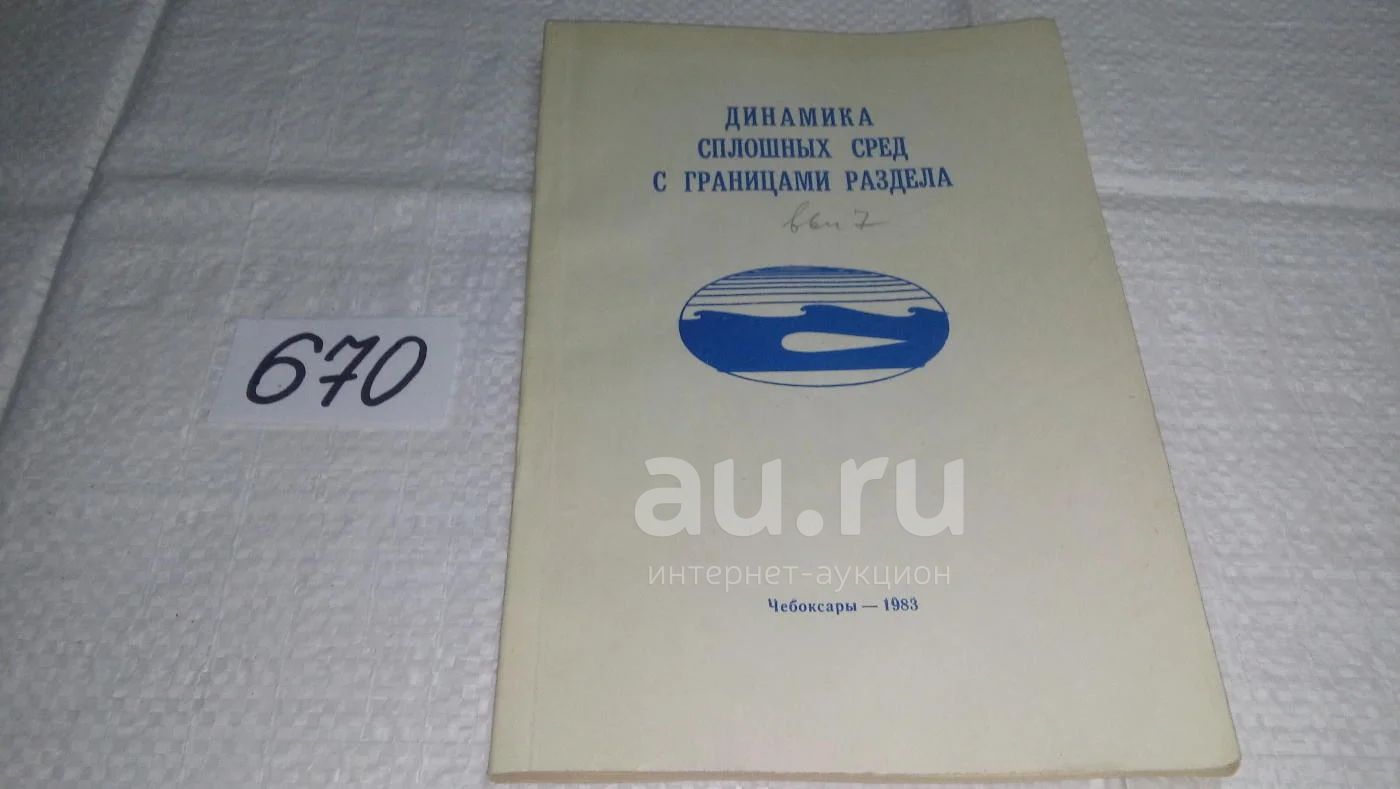 ДИНАМИКА
СПЛОШНЫХ СРЕД
С ГРАНИЦАМИ РАЗДЕЛА
вып 7
670
au.ru
интернет-аукцион
Чебоксары — 1983